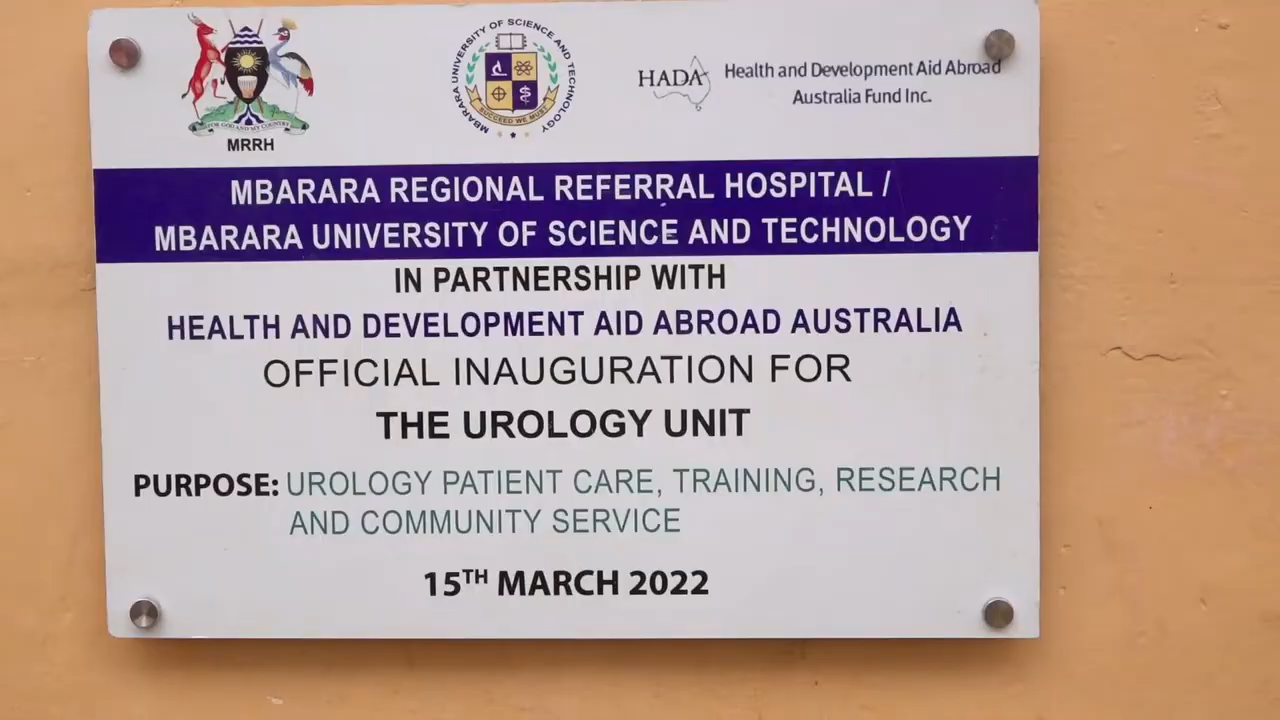 FOR GOD AND MY COUNTRY
MRRH
MBARARA UNIVERSITY OF SCIENCE AND TECHNOLOGY
SUCCEED WE MUST
HADA
Health and Development Aid Abroad
Australia Fund Inc.
MBARARA REGIONAL REFERRAL HOSPITAL /
MBARARA UNIVERSITY OF SCIENCE AND TECHNOLOGY
IN PARTNERSHIP WITH
HEALTH AND DEVELOPMENT AID ABROAD AUSTRALIA
OFFICIAL INAUGURATION FOR
THE UROLOGY UNIT
PURPOSE: UROLOGY PATIENT CARE, TRAINING, RESEARCH
AND COMMUNITY SERVICE
15TH MARCH 2022